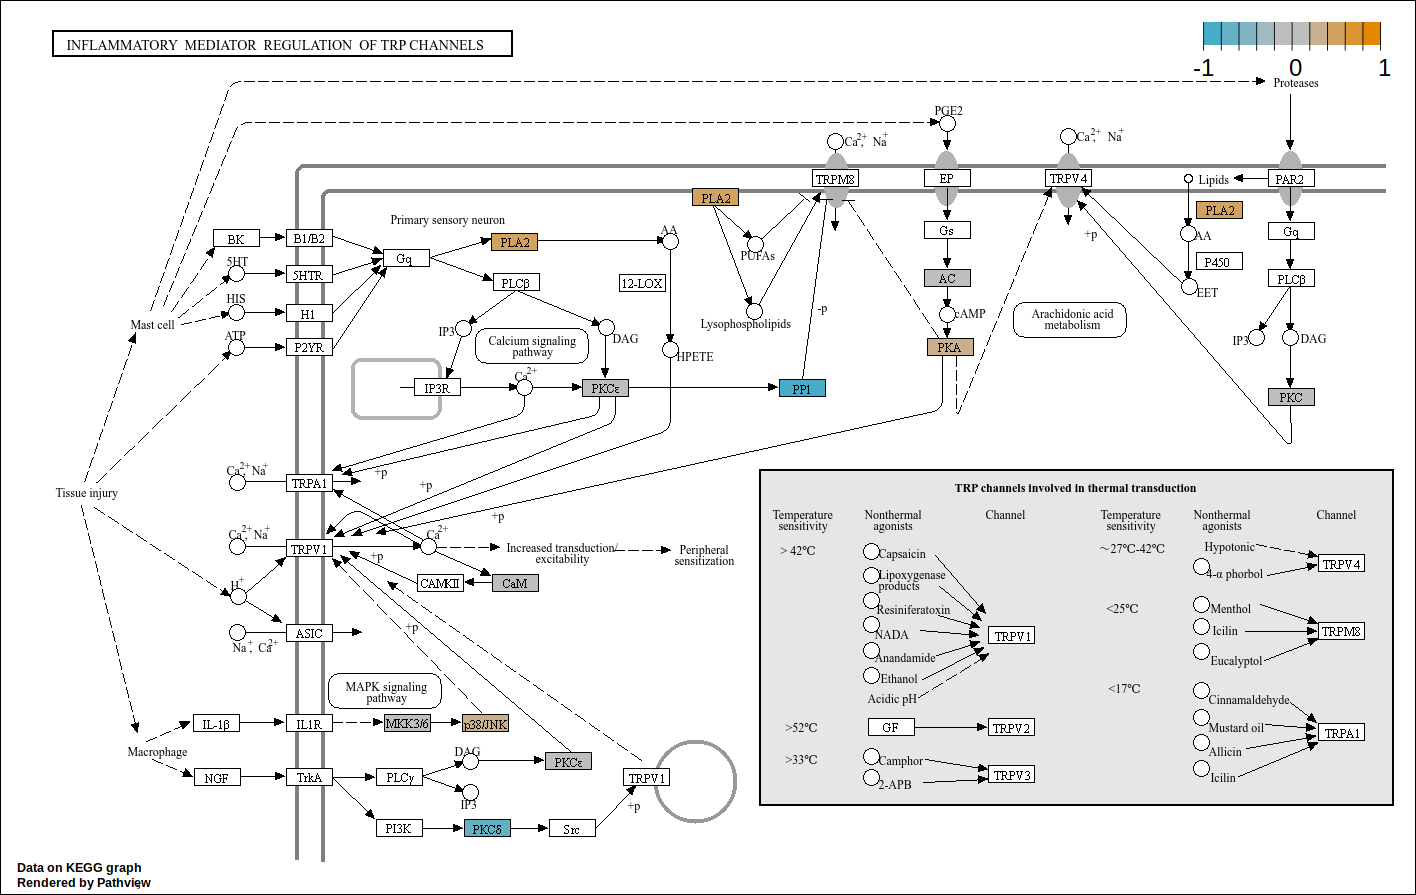 INFLAMMATORY MEDIATOR REGULATION OF TRP CHANNELS
-1 0 1
Proteases
PGE2
Ca2+, Na+
Ca2+, Na+
TRPM8
EP
TRPV4
Lipids
PAR2
PLA2
PLA2
Primary sensory neuron
BK
B1/B2
Gq
PLA2
AA
PUFAs
Gs
+p
AA
Gq
5HT
5HTR
PLCβ
12-LOX
AC
P450
PLCβ
EET
HIS
H1
Lysophospholipids
-p
cAMP
Arachidonic acid
metabolism
Mast cell
ATP
P2YR
IP3
Calcium signaling
pathway
DAG
HPETE
PKA
IP3
DAG
IP3R
Ca2+
PKCε
PP1
PKC
Ca2+, Na+
TRPA1
+p
+p
Tissue injury
+p
Ca2+, Na+
TRPV1
Ca2+
+p
Increased transduction/
excitability
Peripheral
sensitization
CAMKII
CaM
H+
ASIC
Na+, Ca2+
+p
MAPK signaling
pathway
IL-1β
IL1R
MKK3/6
p38/JNK
Macrophage
NGF
TrkA
PLCγ
DAG
PKCε
IP3
TRPV1
+p
PI3K
PKCδ
Src
TRP channels involved in thermal transduction
Temperature
sensitivity
Nonthermal
agonists
Channel
> 42℃
Capsaicin
Lipoxygenase
products
Resiniferatoxin
NADA
Anandamide
Ethanol
Acidic pH
TRPV1
>52℃
GF
TRPV2
>33℃
Camphor
2-APB
TRPV3
Temperature
sensitivity
Nonthermal
agonists
Channel
~27℃-42℃
Hypotonic
4-α phorbol
TRPV4
<25℃
Menthol
Icilin
Eucalyptol
TRPM8
<17℃
Cinnamaldehyde
Mustard oil
Allicin
Icilin
TRPA1
Data on KEGG graph
Rendered by Pathview